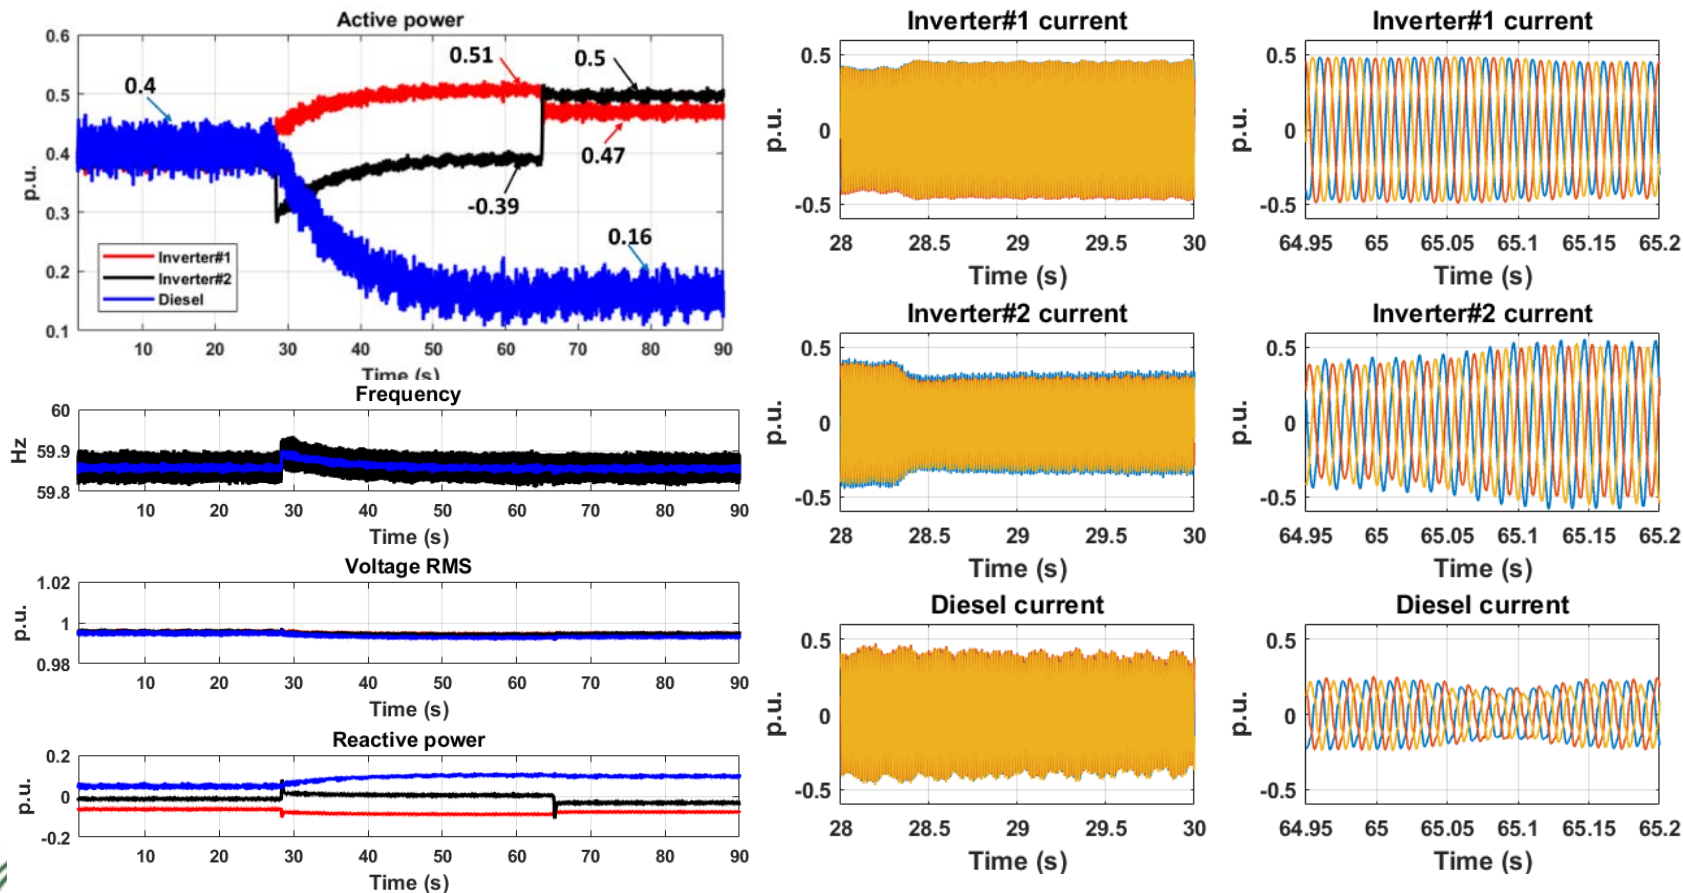 Active power
0.6
0.5
0.4
0.3
0.2
0.1
p.u.
0.4
0.51
0.5
0.47
-0.39
0.16
Inverter#1
Inverter#2
Diesel
10 20 30 40 50 60 70 80 90
Time (s)
Frequency
60
59.9
59.8
Hz
10 20 30 40 50 60 70 80 90
Time (s)
Voltage RMS
1.02
1
0.98
p.u.
10 20 30 40 50 60 70 80 90
Time (s)
Reactive power
0.2
0
-0.2
p.u.
10 20 30 40 50 60 70 80 90
Time (s)
Inverter#1 current
0.5
0
-0.5
p.u.
28 28.5 29 29.5 30
Time (s)
Inverter#1 current
0.5
0
-0.5
p.u.
64.95 65 65.05 65.1 65.15 65.2
Time (s)
Inverter#2 current
0.5
0
-0.5
p.u.
28 28.5 29 29.5 30
Time (s)
Inverter#2 current
0.5
0
-0.5
p.u.
64.95 65 65.05 65.1 65.15 65.2
Time (s)
Diesel current
0.5
0
-0.5
p.u.
28 28.5 29 29.5 30
Time (s)
Diesel current
0.5
0
-0.5
p.u.
64.95 65 65.05 65.1 65.15 65.2
Time (s)